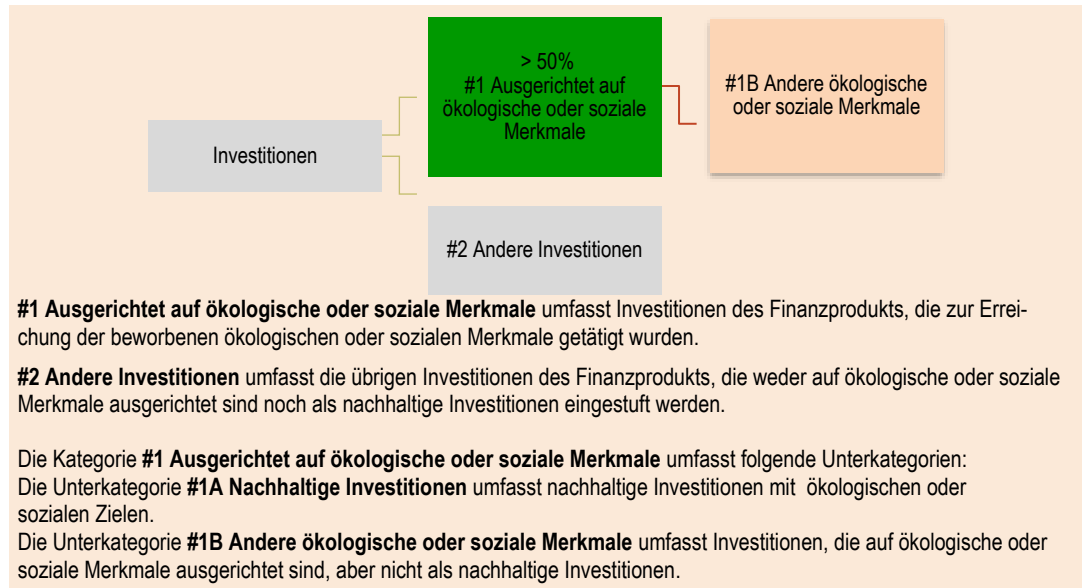 > 50%
#1 Ausgerichtet auf
ökologische oder soziale
Merkmale
#1B Andere ökologische
oder soziale Merkmale
Investitionen
#2 Andere Investitionen
#1 Ausgerichtet auf ökologische oder soziale Merkmale umfasst Investitionen des Finanzprodukts, die zur Errei-
chung der beworbenen ökologischen oder sozialen Merkmale getätigt wurden.
#2 Andere Investitionen umfasst die übrigen Investitionen des Finanzprodukts, die weder auf ökologische oder soziale
Merkmale ausgerichtet sind noch als nachhaltige Investitionen eingestuft werden.
Die Kategorie #1 Ausgerichtet auf ökologische oder soziale Merkmale umfasst folgende Unterkategorien:
Die Unterkategorie #1A Nachhaltige Investitionen umfasst nachhaltige Investitionen mit ökologischen oder
sozialen Zielen.
Die Unterkategorie #1B Andere ökologische oder soziale Merkmale umfasst Investitionen, die auf ökologische oder
soziale Merkmale ausgerichtet sind, aber nicht als nachhaltige Investitionen.